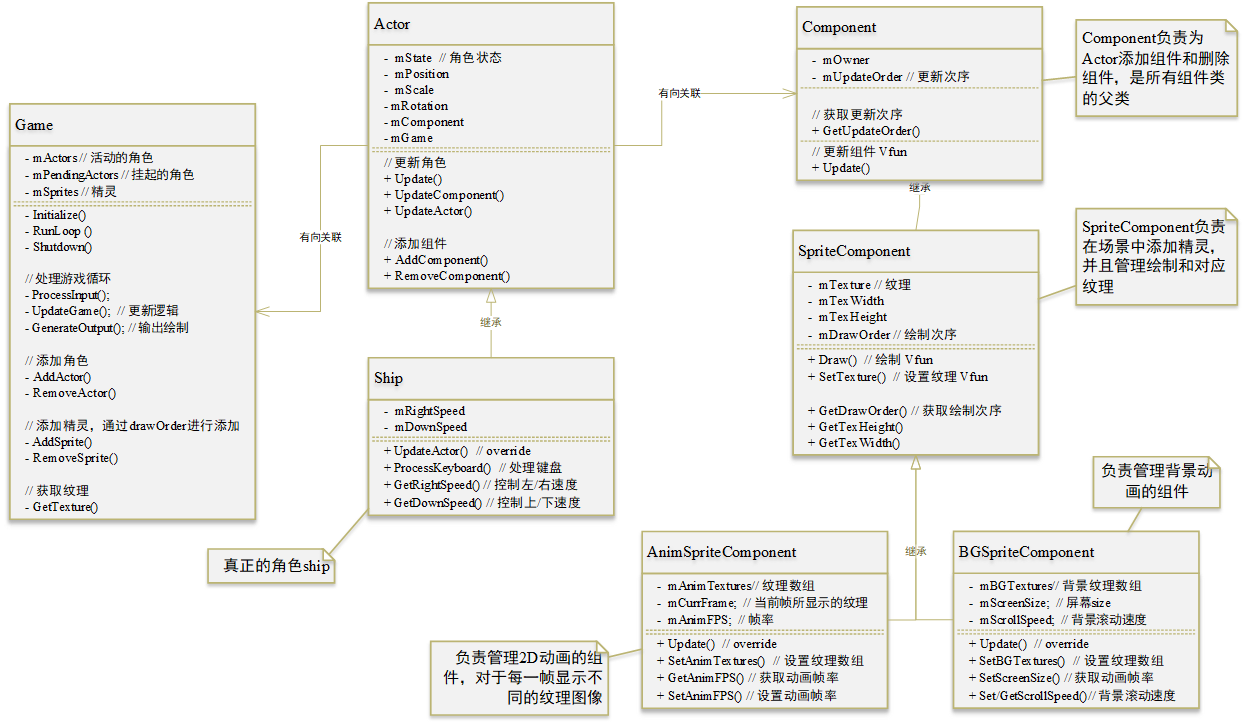 Game
- mActors // 活动的角色
- mPendingActors // 挂起的角色
- mSprites // 精灵
- Initialize()
- RunLoop ()
- Shutdown()
// 处理游戏循环
- ProcessInput();
- UpdateGame(); // 更新逻辑
- GenerateOutput(); // 输出绘制
// 添加角色
- AddActor()
- RemoveActor()
// 添加精灵，通过drawOrder进行添加
- AddSprite()
- RemoveSprite()
// 获取纹理
- GetTexture()
有向关联
Actor
- mState // 角色状态
- mPosition
- mScale
- mRotation
- mComponent
- mGame
// 更新角色
+ Update()
+ UpdateComponent()
+ UpdateActor()
// 添加组件
+ AddComponent()
+ RemoveComponent()
继承
Ship
- mRightSpeed
- mDownSpeed
+ UpdateActor() // override
+ ProcessKeyboard() // 处理键盘
+ GetRightSpeed() // 控制左/右速度
+ GetDownSpeed() // 控制上/下速度
真正的角色ship
有向关联
Component
- mOwner
- mUpdateOrder // 更新次序
// 获取更新次序
+ GetUpdateOrder()
// 更新组件 Vfun
+ Update()
Component负责为
Actor添加组件和删除
组件，是所有组件类
的父类
继承
SpriteComponent
- mTexture // 纹理
- mTexWidth
- mTexHeight
- mDrawOrder // 绘制次序
+ Draw() // 绘制 Vfun
+ SetTexture() // 设置纹理 Vfun
+ GetDrawOrder() // 获取绘制次序
+ GetTexHeight()
+ GetTexWidth()
SpriteComponent负责
在场景中添加精灵，
并且管理绘制和对应
纹理
继承
AnimSpriteComponent
- mAnimTextures // 纹理数组
- mCurrFrame; // 当前帧所显示的纹理
- mAnimFPS; // 帧率
+ Update() // override
+ SetAnimTextures() // 设置纹理数组
+ GetAnimFPS() // 获取动画帧率
+ SetAnimFPS() // 设置动画帧率
负责管理2D动画的组
件，对于每一帧显示不
同的纹理图像
BGSpriteComponent
- mBGTextures // 背景纹理数组
- mScreenSize; // 屏幕size
- mScrollSpeed; // 背景滚动速度
+ Update() // override
+ SetBGTextures() // 设置纹理数组
+ SetScreenSize() // 获取动画帧率
+ Set/GetScrollSpeed() // 背景滚动速度
负责管理背景动
画的组件